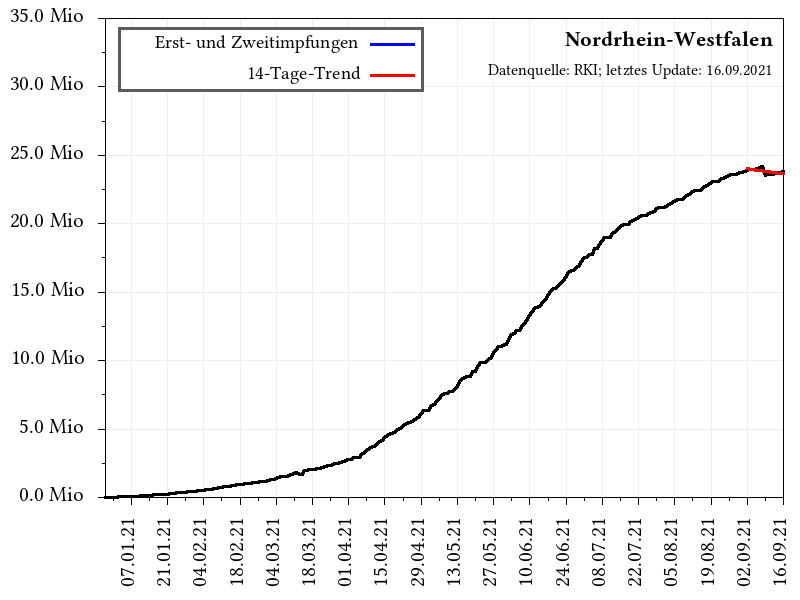 35.0 Mio
30.0 Mio
25.0 Mio
20.0 Mio
15.0 Mio
10.0 Mio
5.0 Mio
0.0 Mio
Erst- und Zweitimpfungen
14-Tage-Trend
Nordrhein-Westfalen
Datenquelle: RKI; letztes Update: 16.09.2021
07.01.21
21.01.21
04.02.21
18.02.21
04.03.21
18.03.21
01.04.21
15.04.21
29.04.21
13.05.21
27.05.21
10.06.21
24.06.21
08.07.21
22.07.21
05.08.21
19.08.21
02.09.21
16.09.21